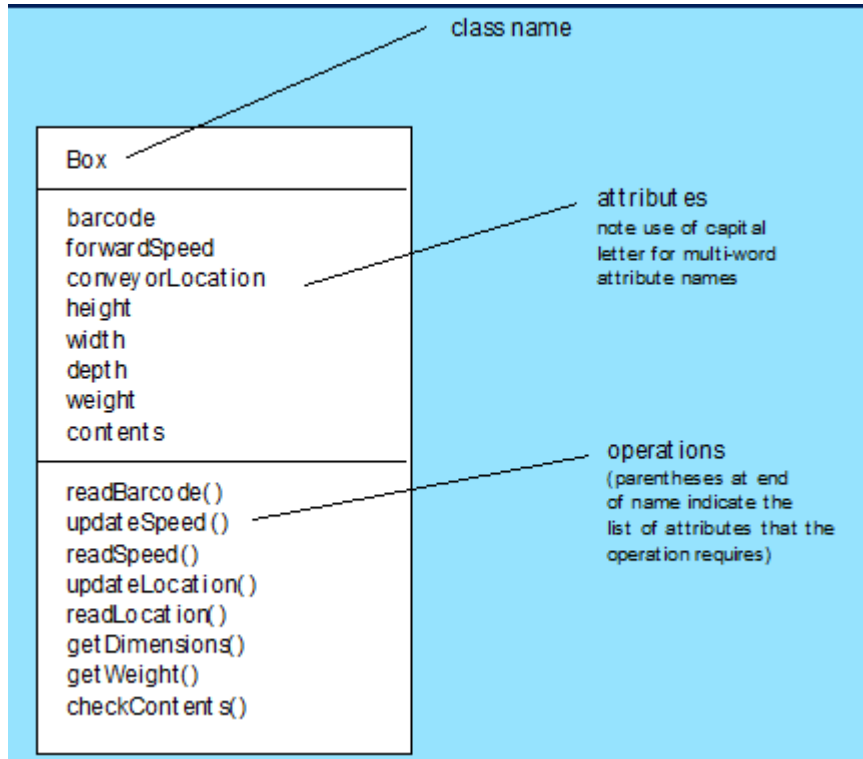 class name
Box
barcode
forwardSpeed
conveyorLocation
height
width
depth
weight
contents
attributes
note use of capital
letter for multi-word
attribute names
readBarcode()
updateSpeed()
readSpeed()
updateLocation()
readLocation()
getDimensions()
getWeight()
checkContents()
operations
(parentheses at end
of name indicate the
list of attributes that the
operation requires)